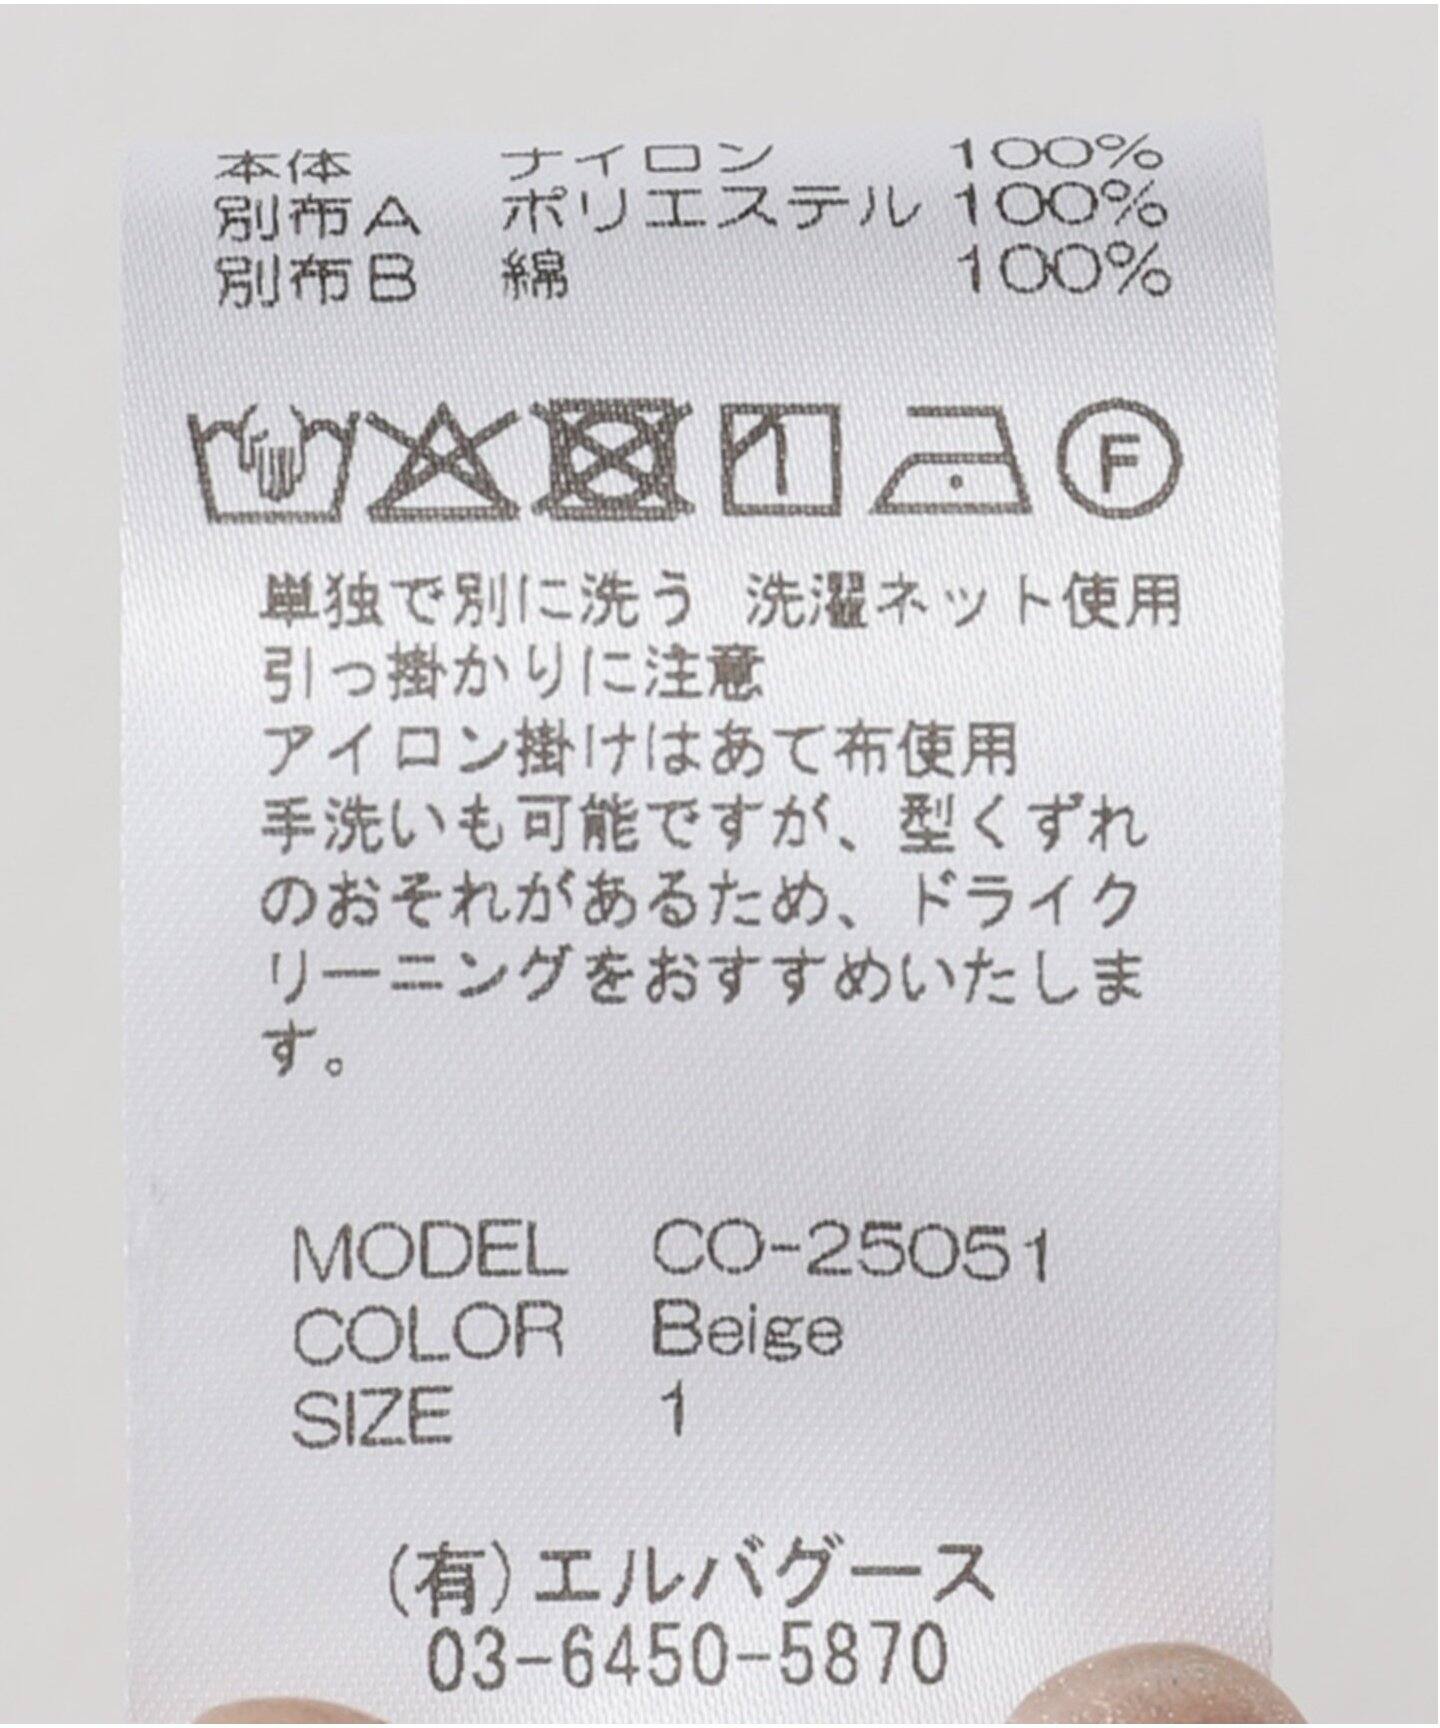 本体 ナイロン 100%
別布A ポリエステル 100%
別布B 綿 100%
F
単独で別に洗う 洗濯ネット使用
引っ掛かりに注意
アイロン掛けはあて布使用
手洗いも可能ですが、型くずれ
のおそれがあるため、ドライク
リーニングをおすすめいたしま
す。
MODEL CO-25051
COLOR Beige
SIZE 1
(有)エルバグース
03-6450-5870